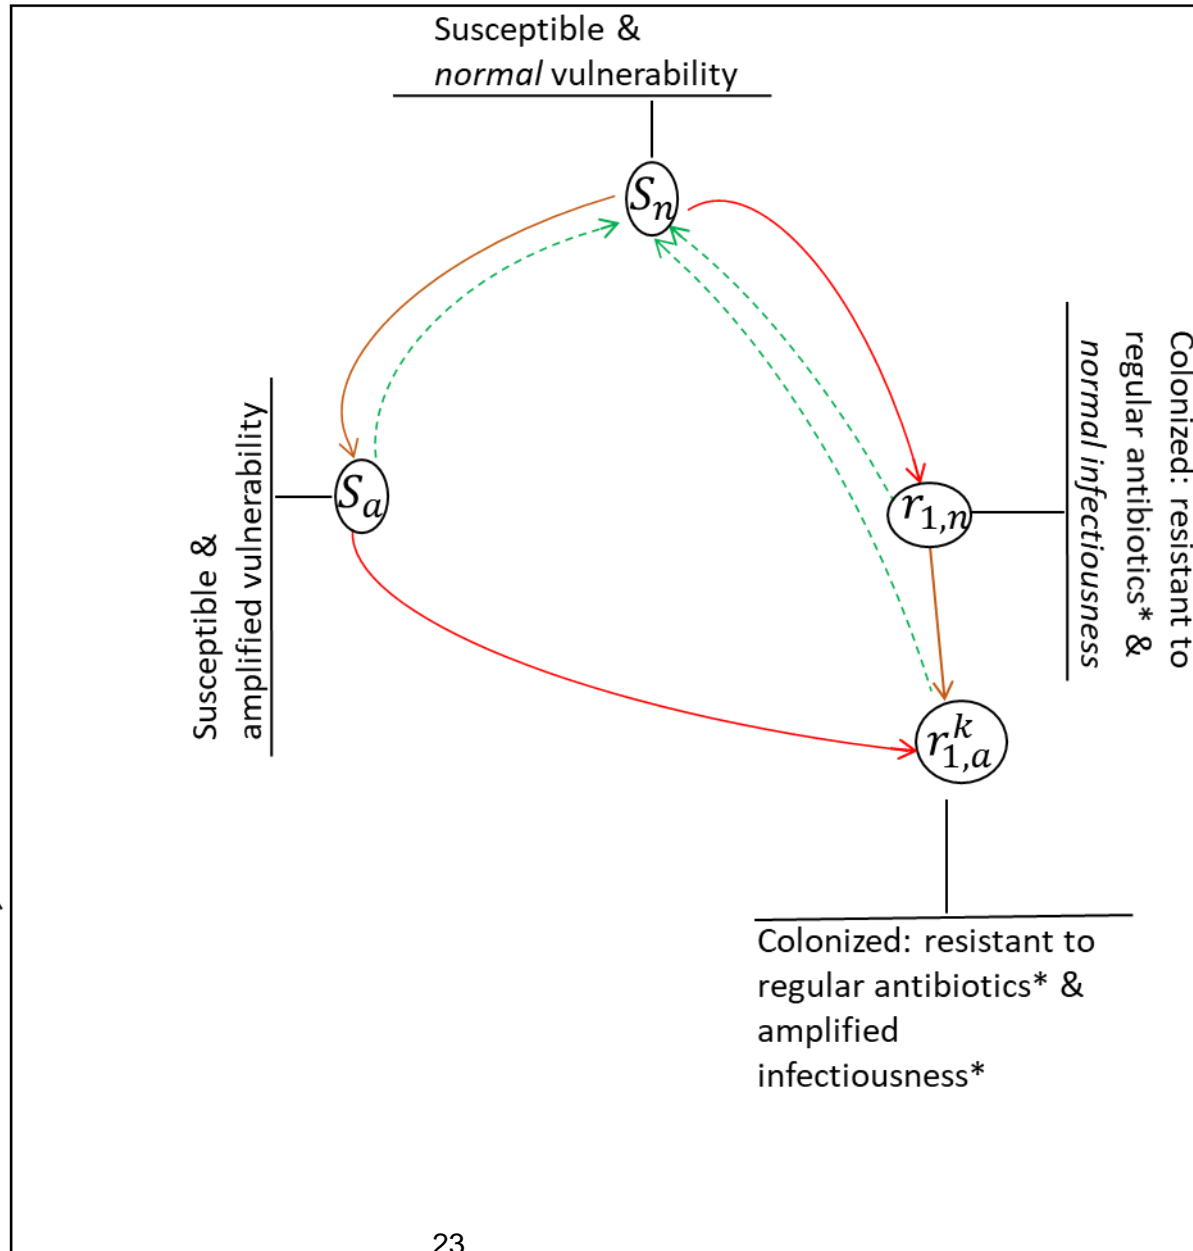 Susceptible &
normal vulnerability
Sₙ
Susceptible &
amplified vulnerability
Sₐ
r₁,ₙ
Colonized: resistant to
regular antibiotics* &
normal infectiousness
rᵏ₁,ₐ
Colonized: resistant to
regular antibiotics* &
amplified
infectiousness*
23